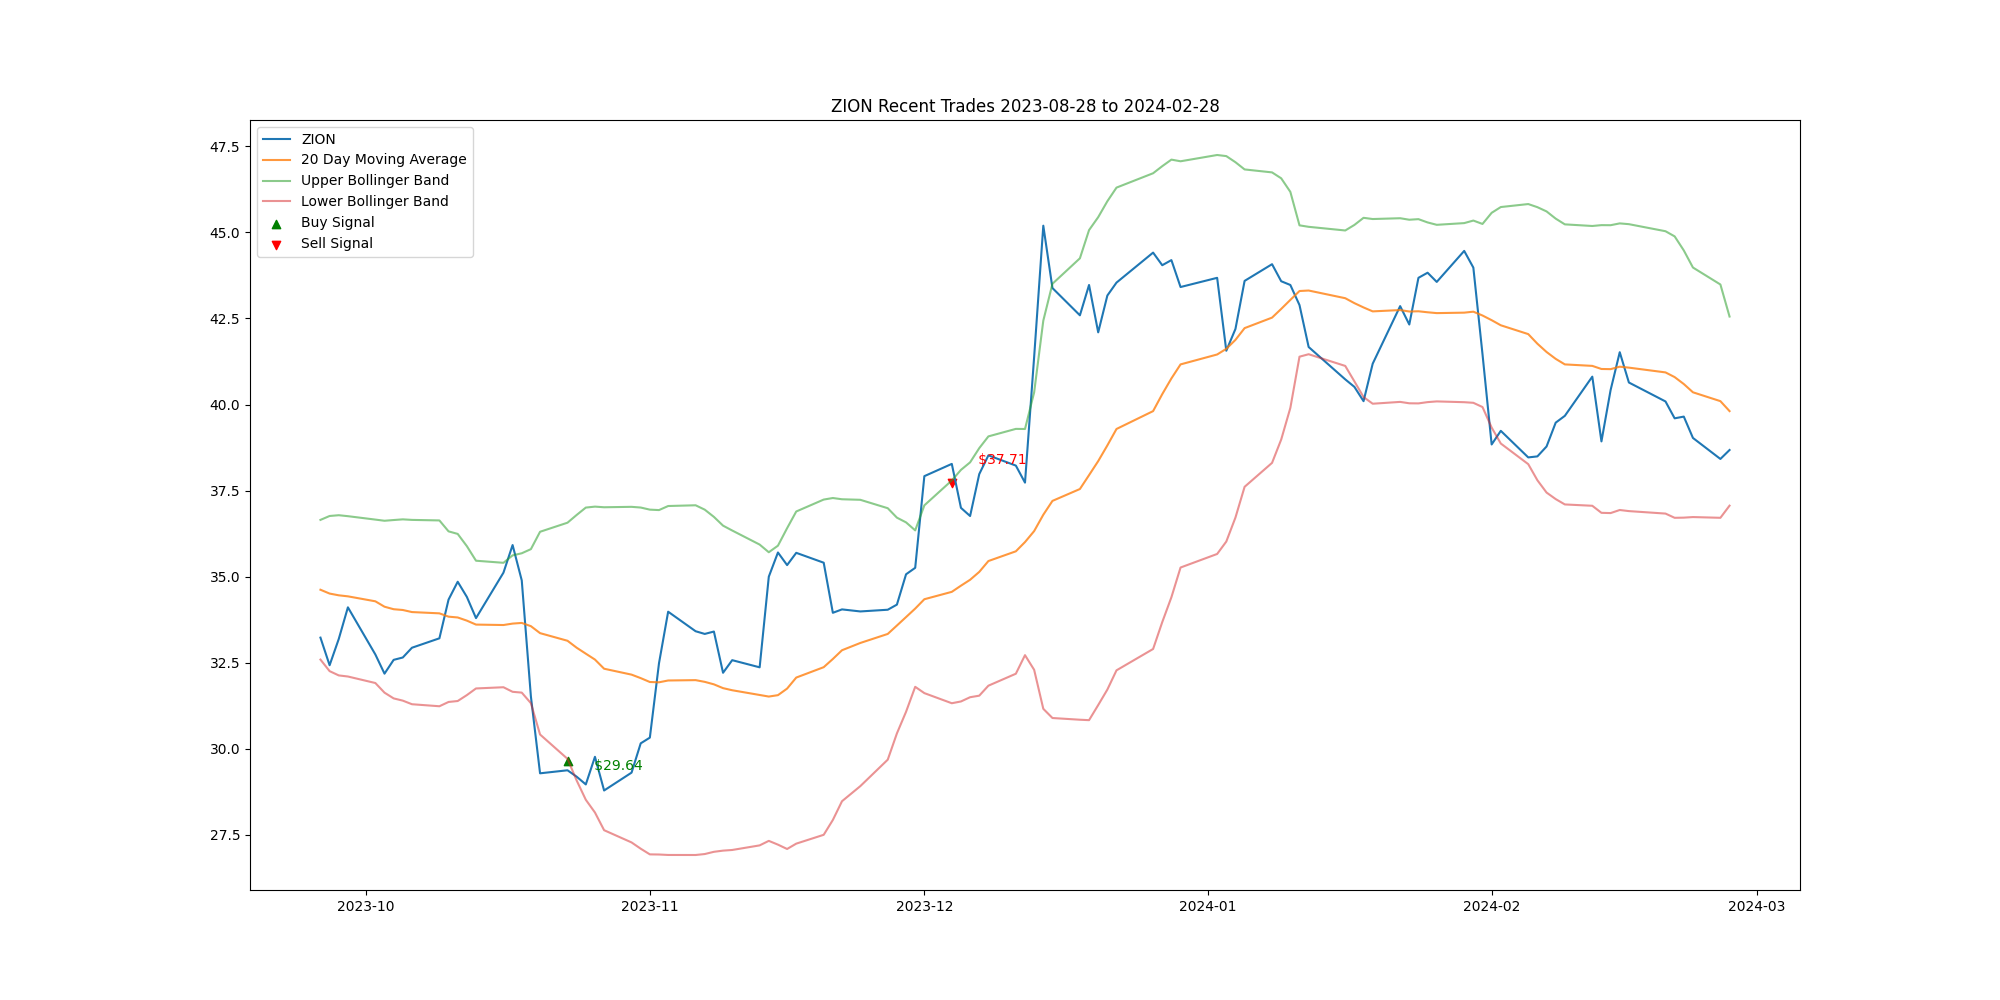 ZION Recent Trades 2023-08-28 to 2024-02-28
ZION
20 Day Moving Average
Upper Bollinger Band
Lower Bollinger Band
Buy Signal
Sell Signal
47.5
45.0
42.5
40.0
37.5
35.0
32.5
30.0
27.5
$37.71
$29.64
2023-10
2023-11
2023-12
2024-01
2024-02
2024-03